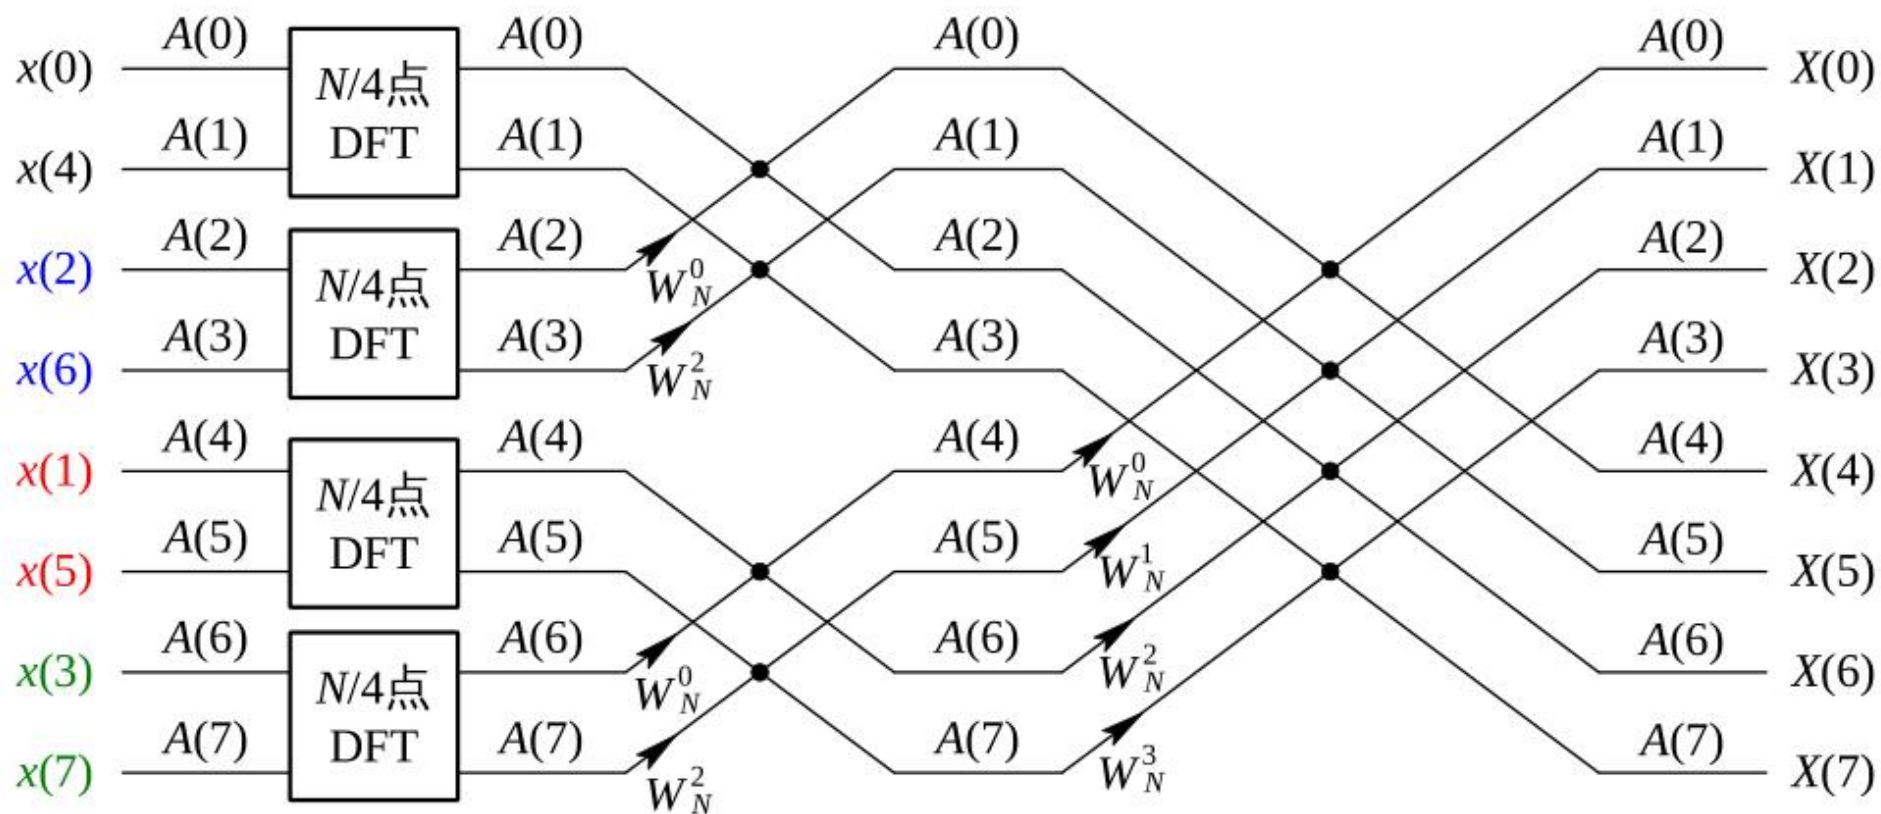 x(0) A(0) A(0) A(0) A(0) X(0)
N/4点
DFT
x(4) A(1) A(1) A(1) A(1) X(1)
x(2) A(2) A(2) A(2) A(2) X(2)
W_N^0
N/4点
DFT
x(6) A(3) A(3) A(3) A(3) X(3)
W_N^2
x(1) A(4) A(4) A(4) A(4) X(4)
W_N^0
N/4点
DFT
x(5) A(5) A(5) A(5) A(5) X(5)
W_N^1
x(3) A(6) A(6) A(6) A(6) X(6)
W_N^0 W_N^2
N/4点
DFT
x(7) A(7) A(7) A(7) A(7) X(7)
W_N^2 W_N^3